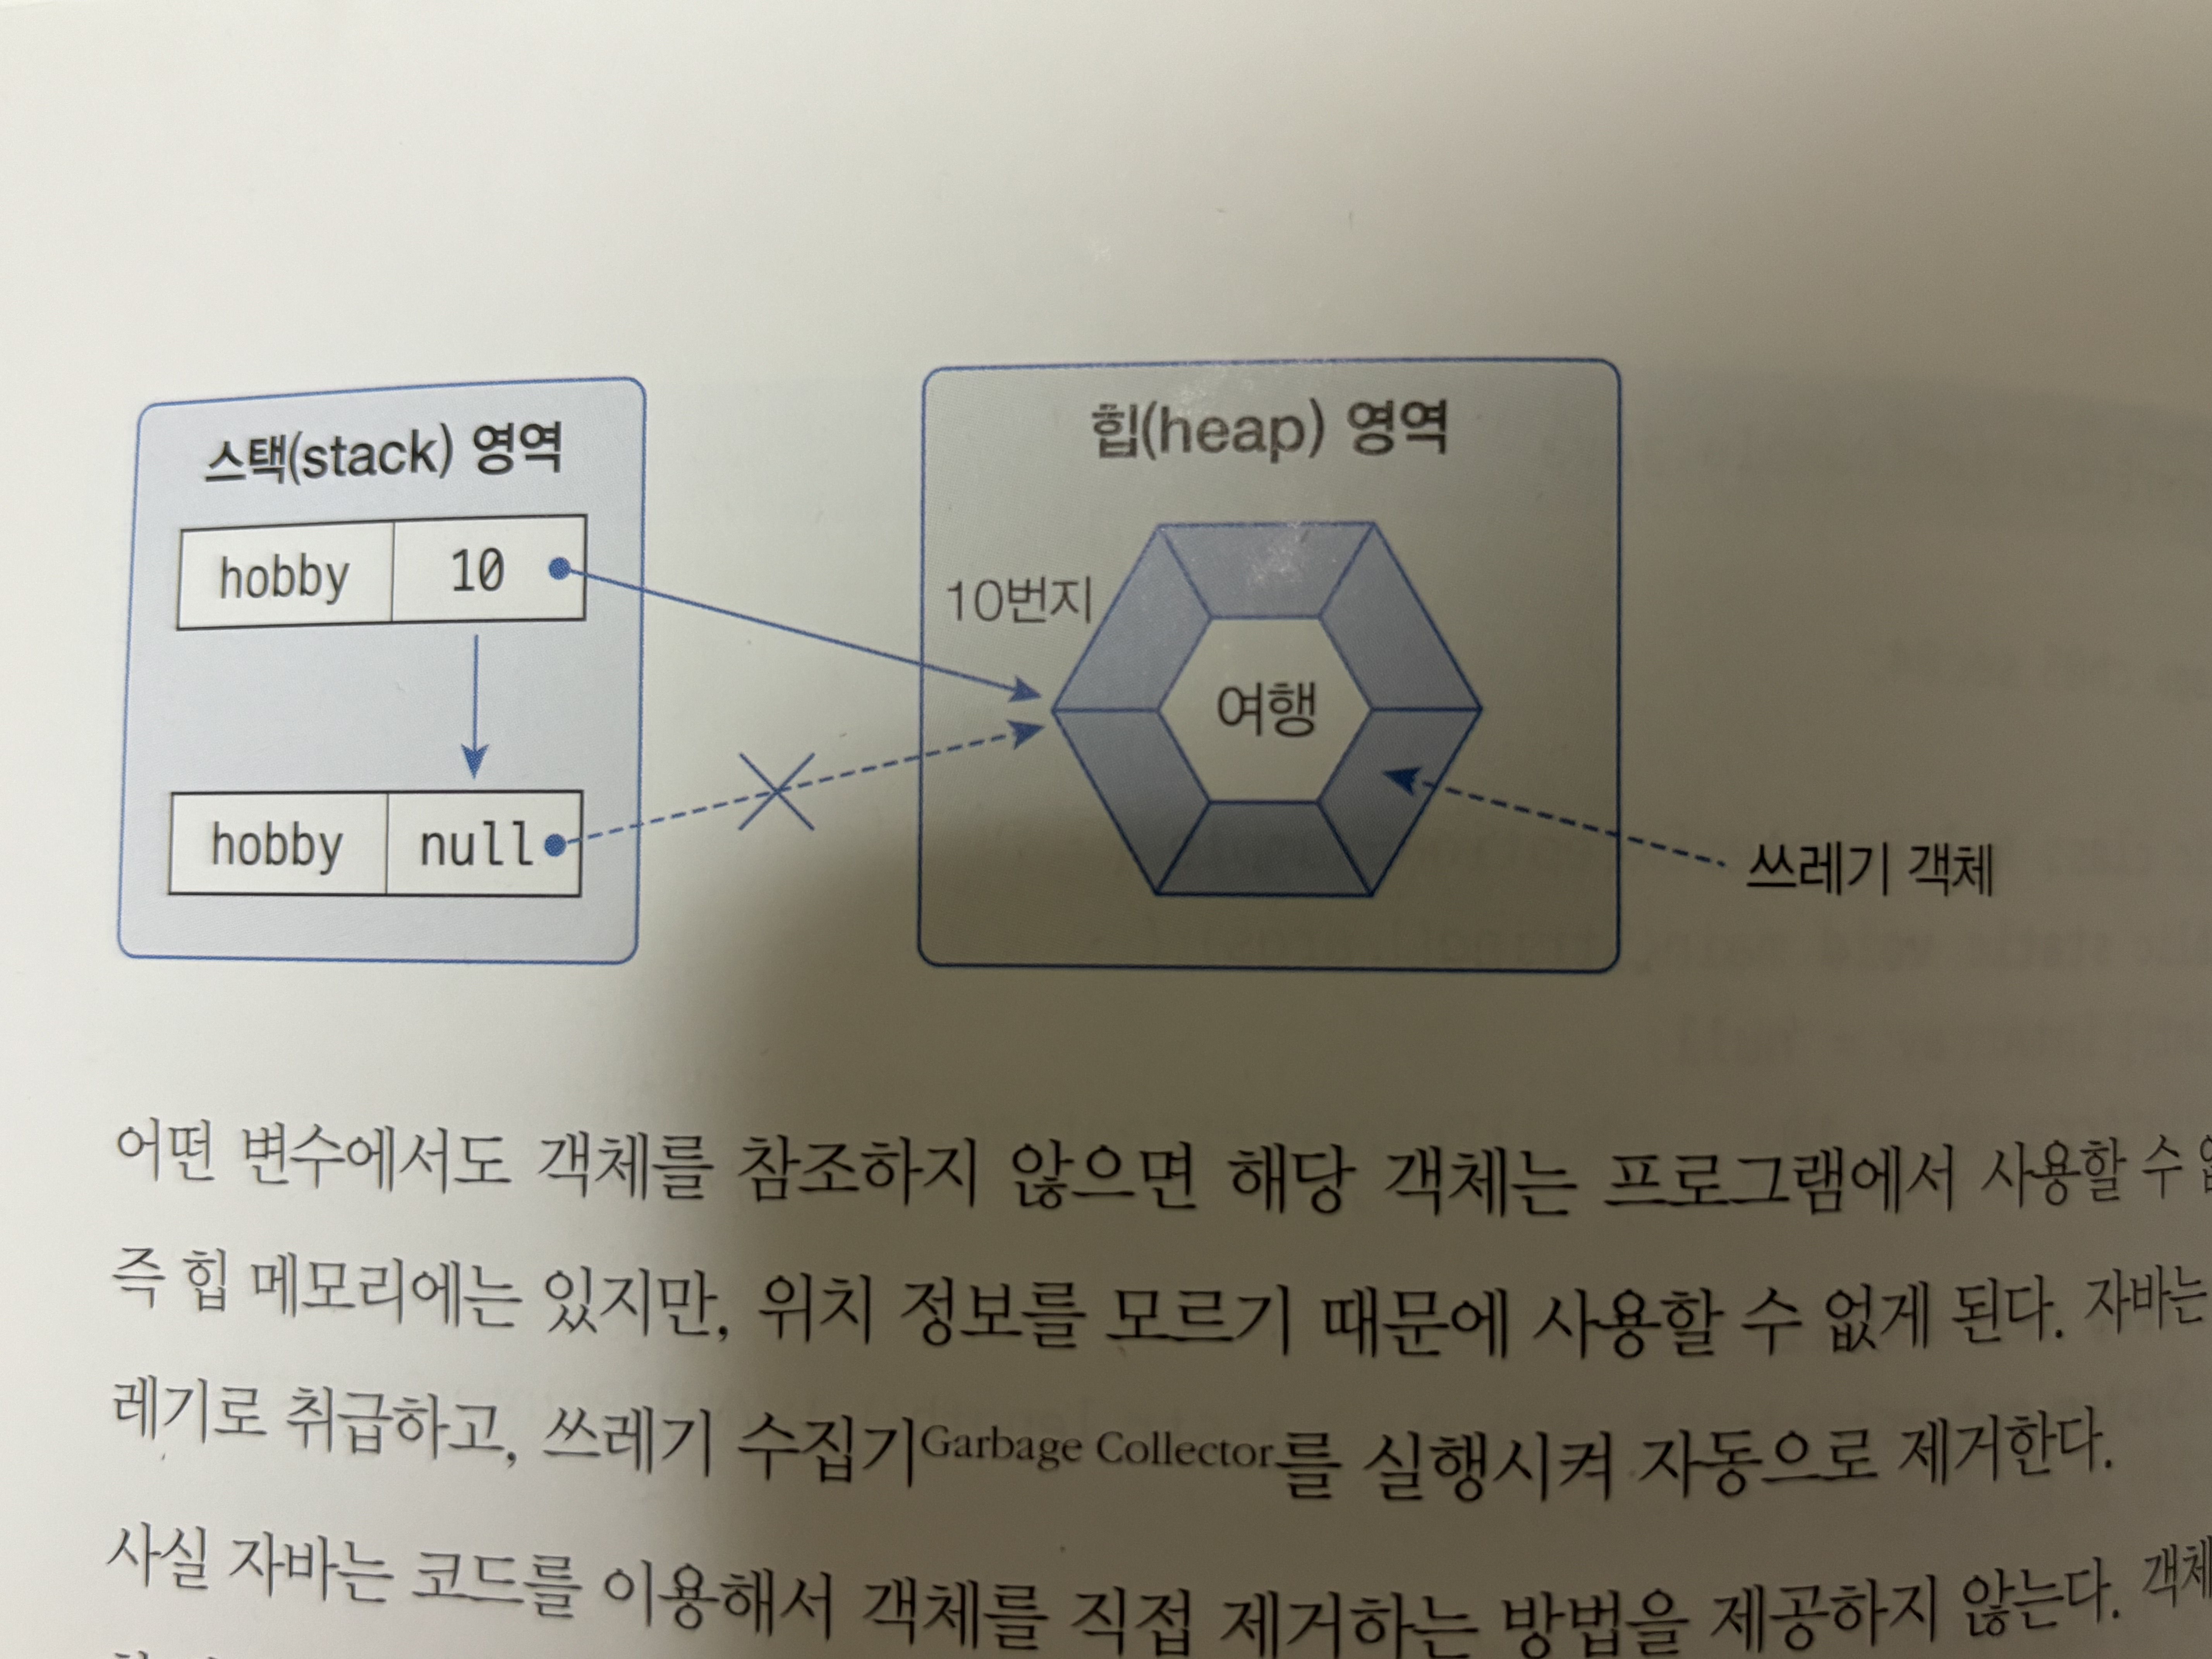 스택(stack) 영역
힙(heap) 영역
hobby 10
10번지
여행
hobby null
쓰레기 객체
어떤 변수에서도 객체를 참조하지 않으면 해당 객체는 프로그램에서 사용할 수
즉 힙 메모리에는 있지만, 위치 정보를 모르기 때문에 사용할 수 없게 된다. 자바는
레기로 취급하고, 쓰레기 수집기Garbage Collector를 실행시켜 자동으로 제거한다.
사실 자바는 코드를 이용해서 객체를 직접 제거하는 방법을 제공하지 않는다. 객체